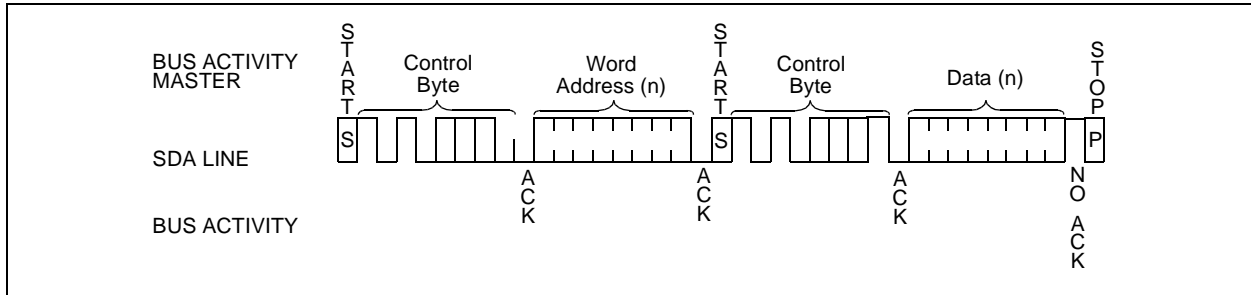 BUS ACTIVITY
MASTER
START
Control
Byte
Word
Address (n)
START
Control
Byte
Data (n)
STOP
SDA LINE
S
S
P
BUS ACTIVITY
ACK
ACK
ACK
NO ACK